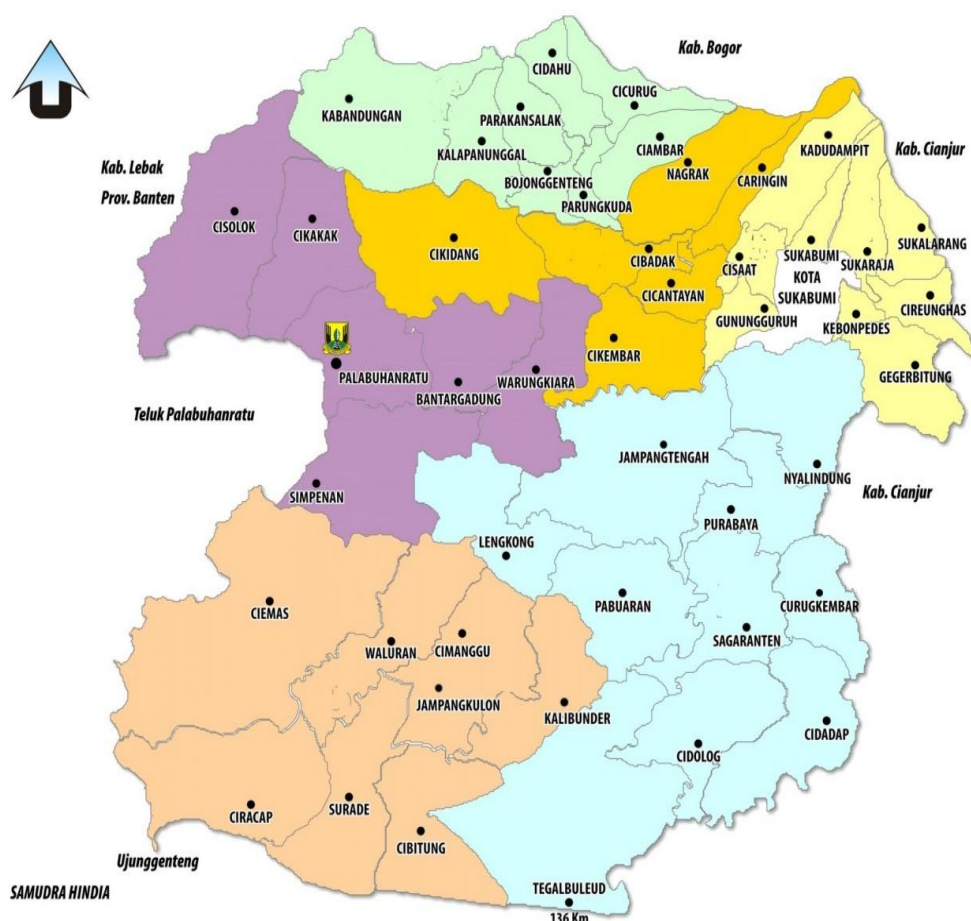 U
Kab. Bogor
CIDAHU
CICURUG
KABANDUNGAN
PARAKANSALAK
KADUDAMPIT
Kab. Cianjur
KALAPANUNGGAL
CIAMBAR
Kab. Lebak
Prov. Banten
BOJONGGENTENG
NAGRAK
CARINGIN
PARUNGKUDA
CISOLOK
CIKAKAK
CIKIDANG
CIBADAK
CISAAT
SUKABUMI
SUKARAJA
SUKALARANG
KOTA
SUKABUMI
CICANTAYAN
GUNUNGGURUH
KEBONPEDES
CIREUNGHAS
CIKEMBAR
PALABUHANRATU
BANTARGADUNG
WARUNGKIARA
GEGERBITUNG
Teluk Palabuhanratu
JAMPANGTENGAH
NYALINDUNG
Kab. Cianjur
SIMPENAN
PURABAYA
LENGKONG
CIEMAS
PABUARAN
CURUGKEMBAR
WALURAN
CIMANGGU
SAGARANTEN
JAMPANGKULON
KALIBUNDER
CIDADAP
CIDOLOG
CIRACAP
SURADE
CIBITUNG
Ujunggenteng
SAMUDRA HINDIA
TEGALBULEUD
136 Km